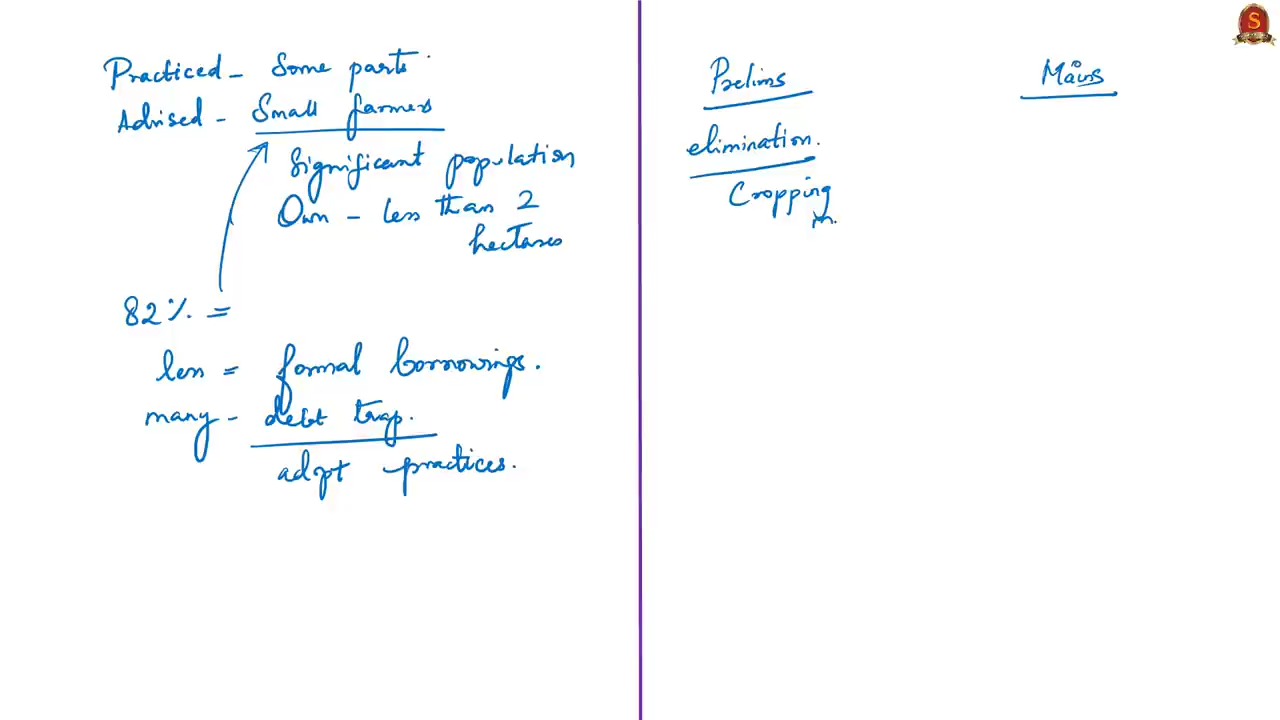 Practiced - Some parts
Advised - Small farmers
Significant population
Own - less than 2
hectares
82% =
less = formal borrowings.
many - debt trap.
adopt practices.
Prelims
elimination.
Cropping
m.
Mains
S